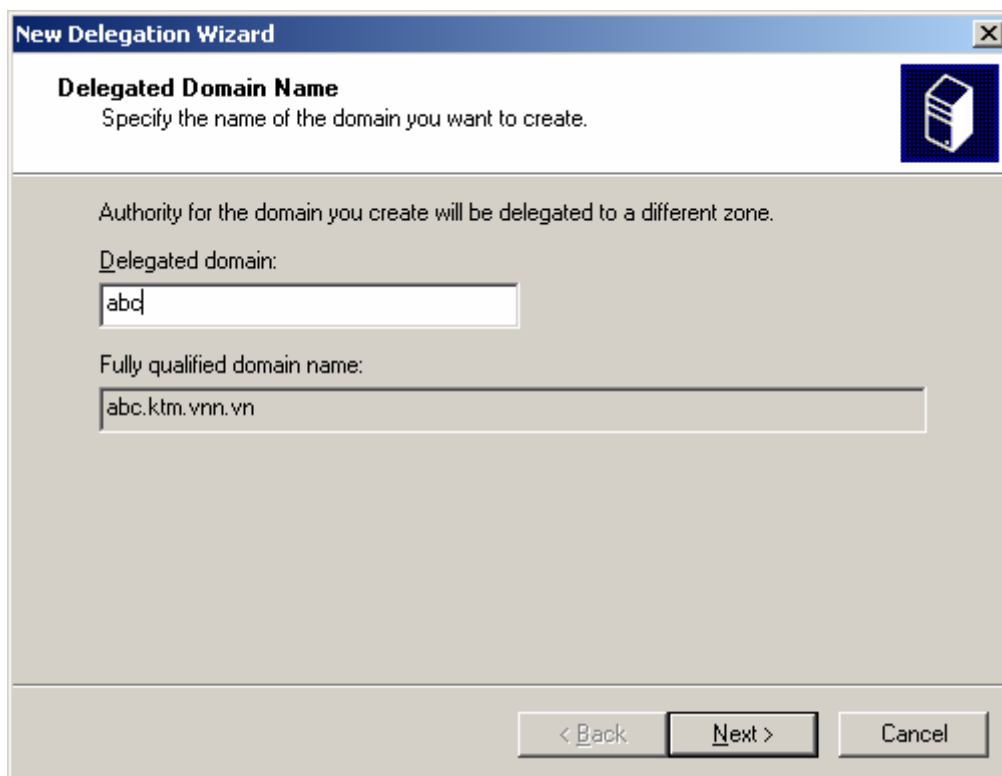 New Delegation Wizard
Delegated Domain Name
Specify the name of the domain you want to create.
Authority for the domain you create will be delegated to a different zone.
Delegated domain:
abc
Fully qualified domain name:
abc.ktm.vnn.vn
< Back Next > Cancel